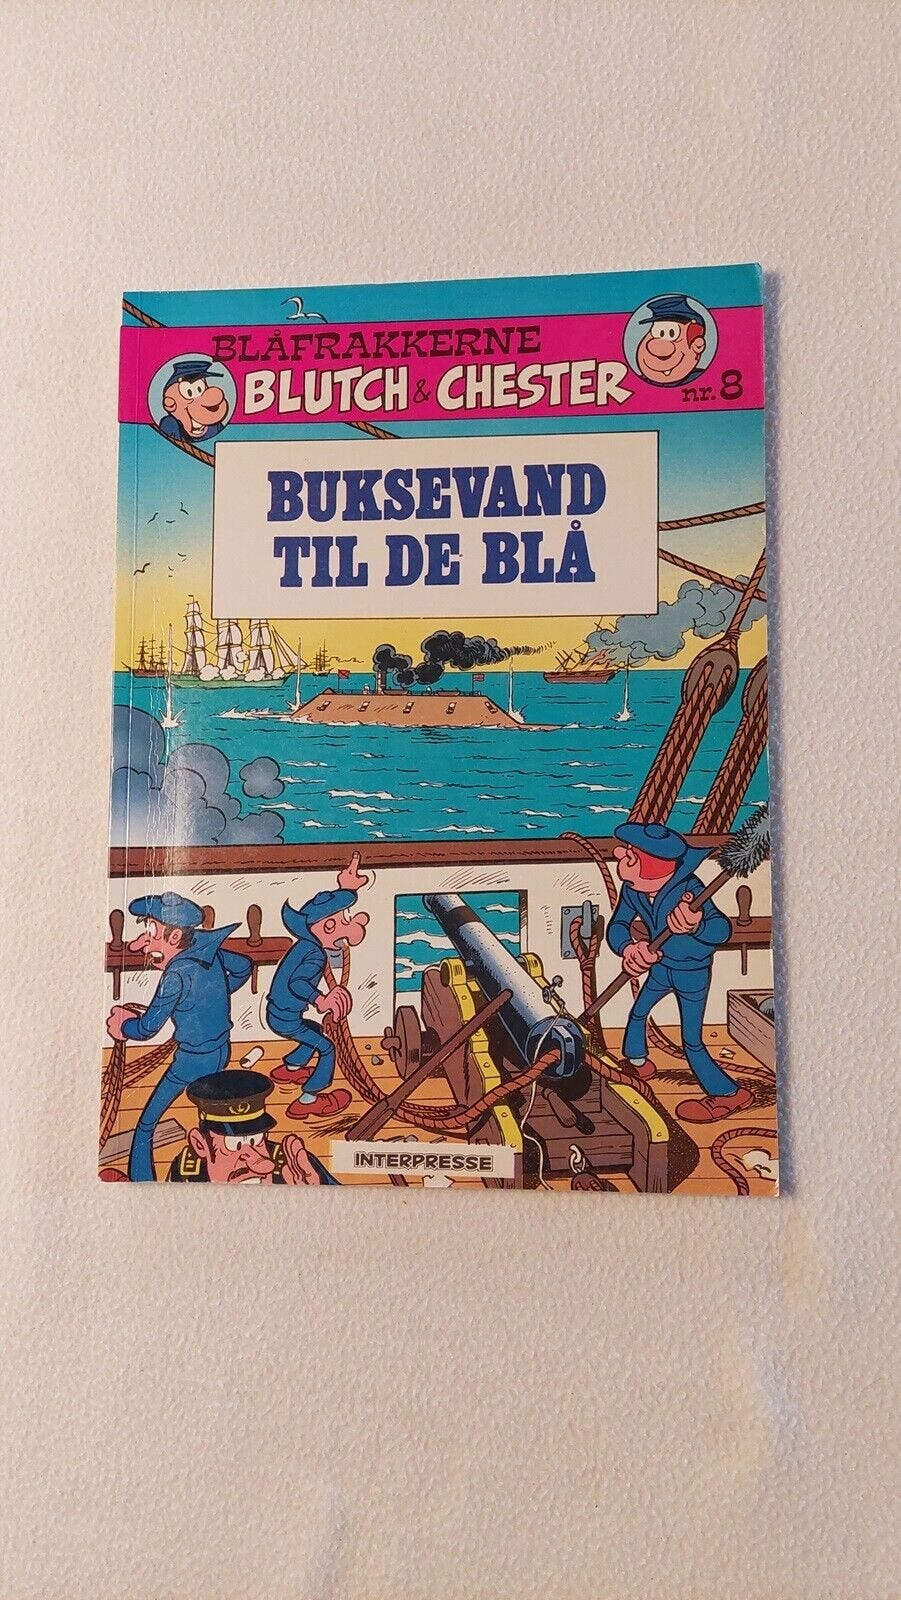 BLÅFRAKKERNE
BLUTCH & CHESTER
nr. 8
BUKSEVAND
TIL DE BLÅ
INTERPRESSE